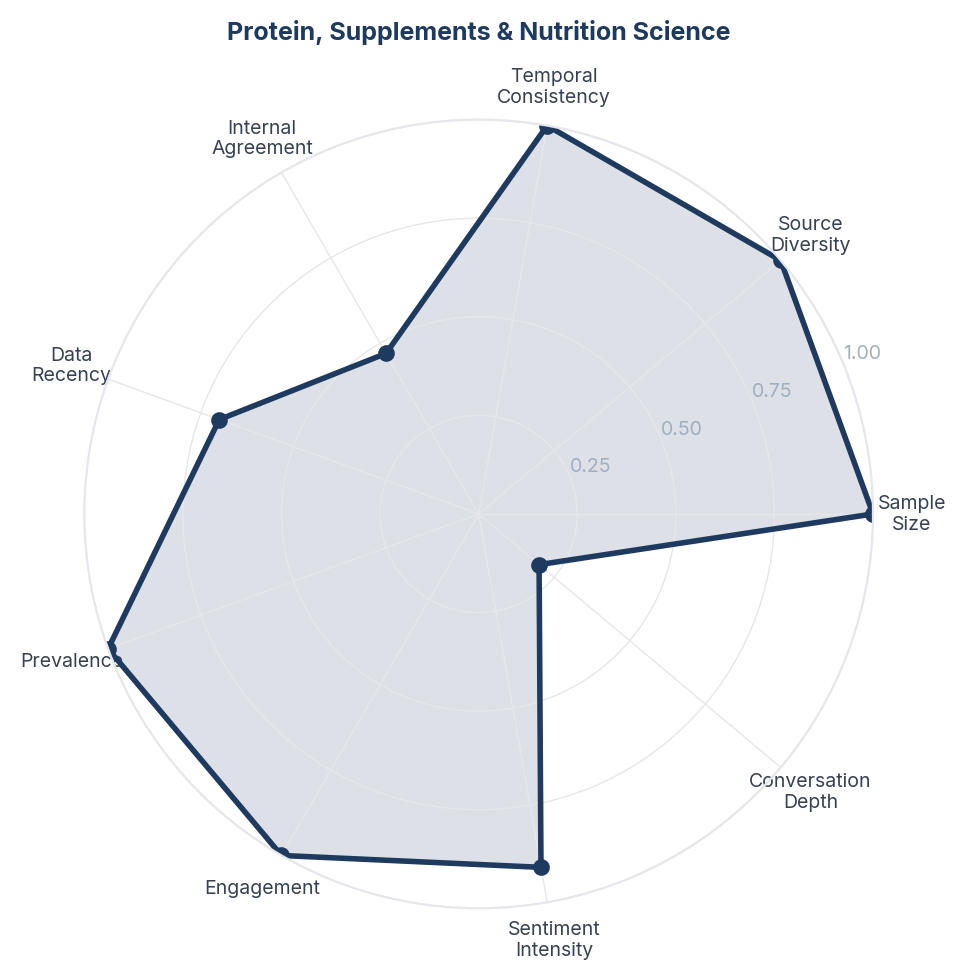 Protein, Supplements & Nutrition Science
Temporal
Consistency
Internal
Agreement
Source
Diversity
Data
Recency
1.00
0.75
0.50
0.25
Sample
Size
Prevalence
Conversation
Depth
Engagement
Sentiment
Intensity